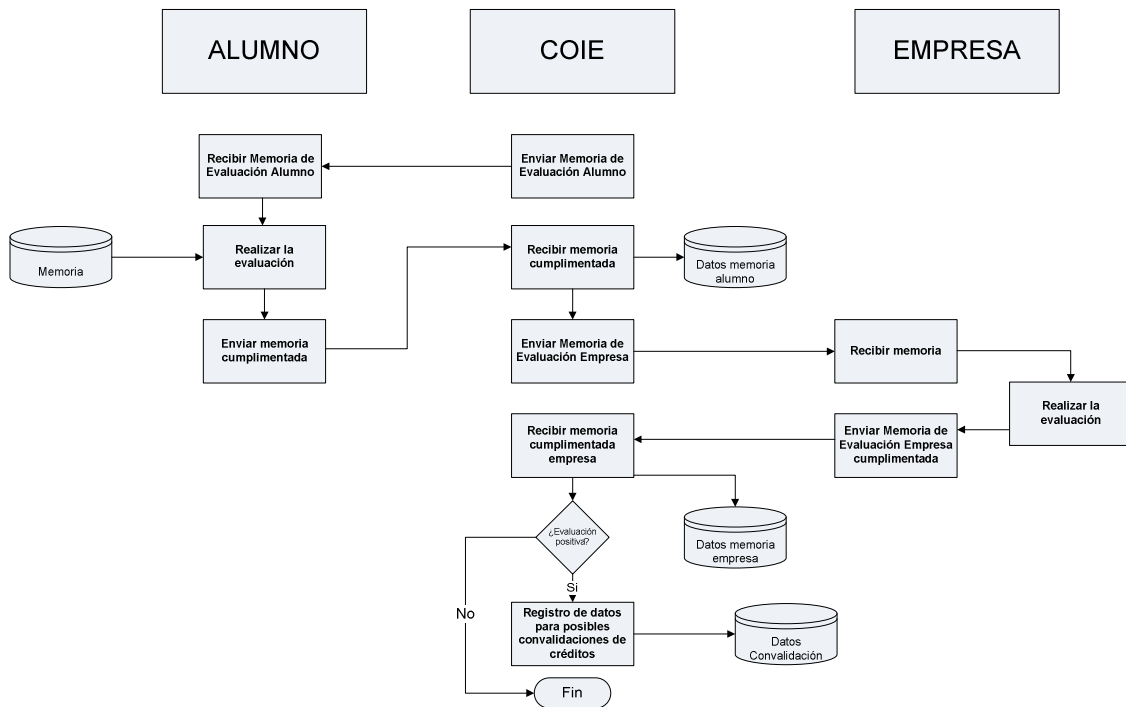 ALUMNO
COIE
EMPRESA
Recibir Memoria de
Evaluación Alumno
Enviar Memoria de
Evaluación Alumno
Memoria
Realizar la
evaluación
Recibir memoria
cumplimentada
Datos memoria
alumno
Enviar memoria
cumplimentada
Enviar Memoria de
Evaluación Empresa
Recibir memoria
Realizar la
evaluación
Recibir memoria
cumplimentada
empresa
Enviar Memoria de
Evaluación Empresa
cumplimentada
¿Evaluación
positiva?
Datos memoria
empresa
Si
No
Registro de datos
para posibles
convalidaciones de
créditos
Datos
Convalidación
Fin